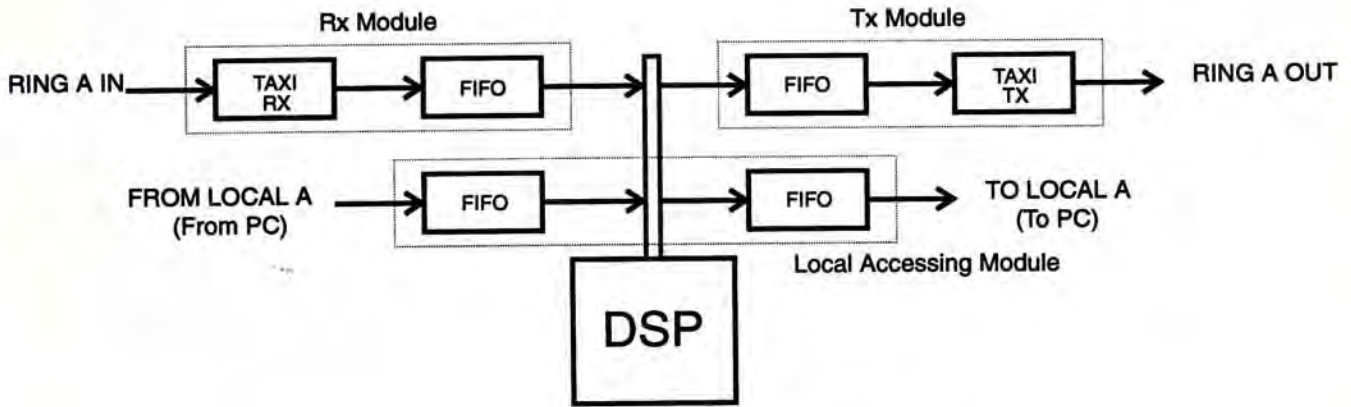 Rx Module
Tx Module
RING A IN
TAXI
RX
FIFO
FIFO
TAXI
TX
RING A OUT
FROM LOCAL A
(From PC)
FIFO
FIFO
TO LOCAL A
(To PC)
Local Accessing Module
DSP